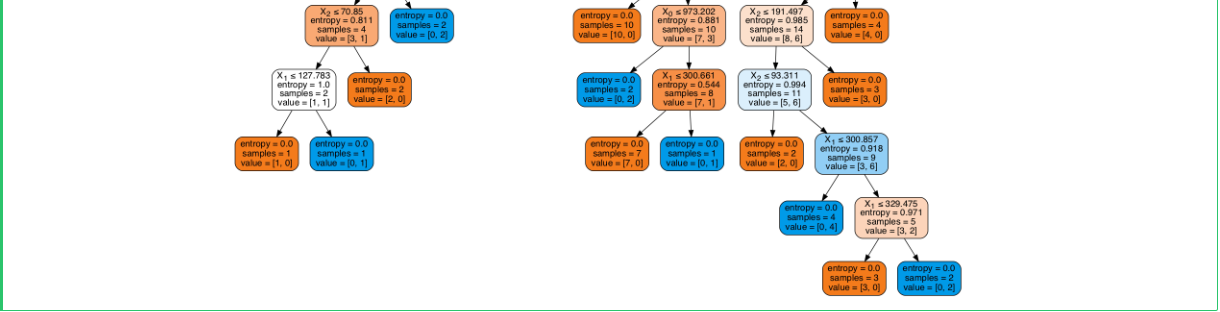 X2 ≤ 70.85
entropy = 0.811
samples = 4
value = [3, 1]
entropy = 0.0
samples = 2
value = [0, 2]
entropy = 0.0
samples = 10
value = [10, 0]
X0 ≤ 973.202
entropy = 0.881
samples = 10
value = [7, 3]
X2 ≤ 191.497
entropy = 0.985
samples = 14
value = [8, 6]
entropy = 0.0
samples = 4
value = [4, 0]
X1 ≤ 127.783
entropy = 1.0
samples = 2
value = [1, 1]
entropy = 0.0
samples = 2
value = [2, 0]
entropy = 0.0
samples = 2
value = [0, 2]
X1 ≤ 300.661
entropy = 0.544
samples = 8
value = [7, 1]
X2 ≤ 93.311
entropy = 0.994
samples = 11
value = [5, 6]
entropy = 0.0
samples = 3
value = [3, 0]
entropy = 0.0
samples = 1
value = [1, 0]
entropy = 0.0
samples = 1
value = [0, 1]
entropy = 0.0
samples = 7
value = [7, 0]
entropy = 0.0
samples = 1
value = [0, 1]
entropy = 0.0
samples = 2
value = [2, 0]
X1 ≤ 300.857
entropy = 0.918
samples = 9
value = [3, 6]
entropy = 0.0
samples = 4
value = [0, 4]
X1 ≤ 329.475
entropy = 0.971
samples = 5
value = [3, 2]
entropy = 0.0
samples = 3
value = [3, 0]
entropy = 0.0
samples = 2
value = [0, 2]